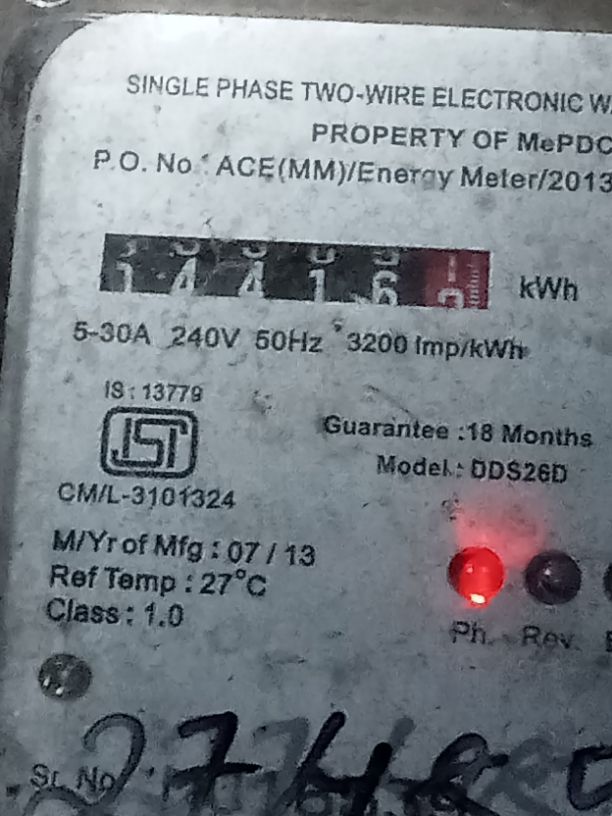 SINGLE PHASE TWO-WIRE ELECTRONIC W
PROPERTY OF MePDC
P.O. No : ACE(MM)/Energy Meter/2013
14416 kWh
5-30A 240V 50Hz 3200 Imp/kWh
IS : 13779
ISI
CM/L-3101324
Guarantee : 18 Months
Model : DDS26D
M/Yr of Mfg : 07 / 13
Ref Temp : 27°C
Class : 1.0
Ph. Rev.
Sr. No